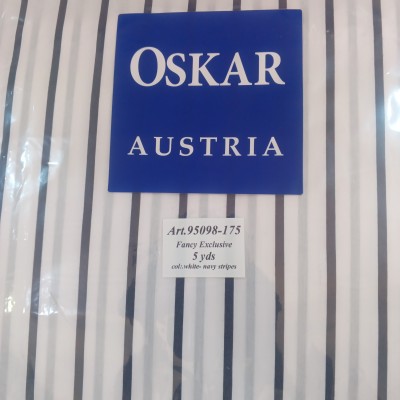 OSKAR
AUSTRIA
Art.95098-175
Fancy Exclusive
5 yds
col:.white- navy stripes